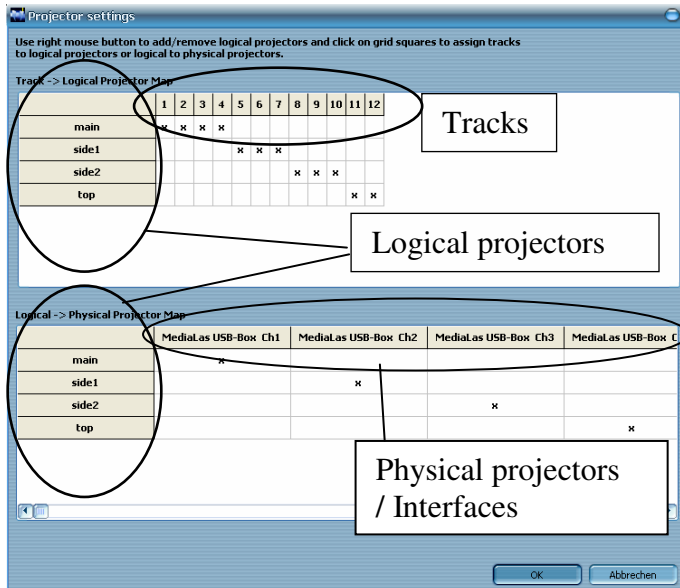 Projector settings
Use right mouse button to add/remove logical projectors and click on grid squares to assign tracks
to logical projectors or logical to physical projectors.
Track -> Logical Projector Map
1 2 3 4 5 6 7 8 9 10 11 12
main x x x x
side1 x x x
side2 x x x
top x x
Tracks
Logical projectors
Logical -> Physical Projector Map
MediaLas USB-Box Ch1 MediaLas USB-Box Ch2 MediaLas USB-Box Ch3 MediaLas USB-Box C
main x
side1 x
side2 x
top x
Physical projectors
/ Interfaces
OK Abbrechen